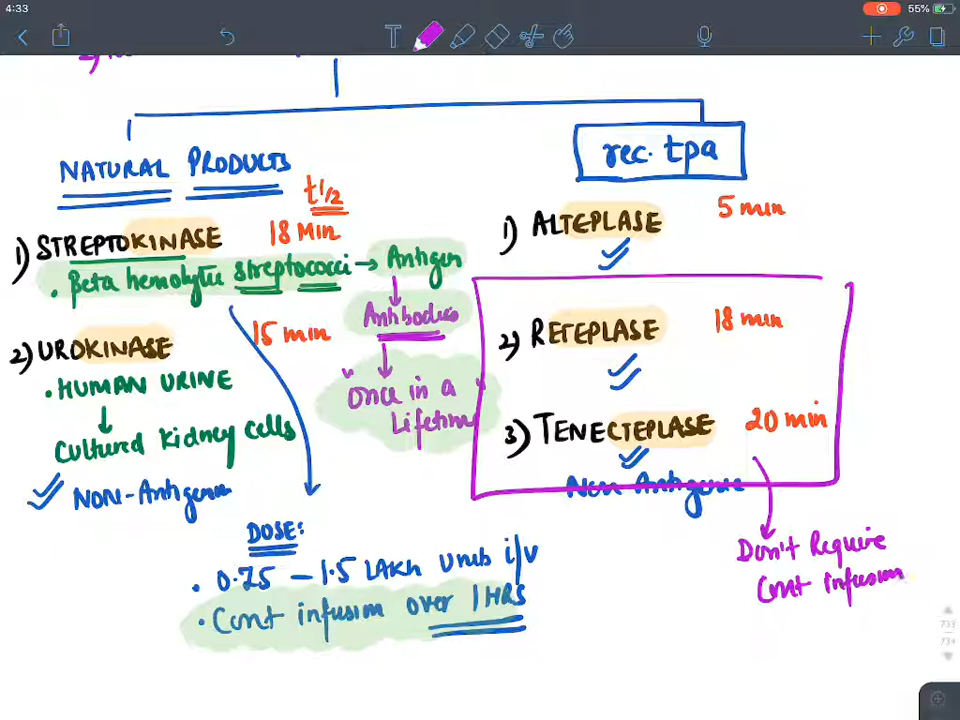 4:33
55%
T
NATURAL PRODUCTS
t1/2
1) STREPTOKINASE 18 Min
• Beta hemolytic streptococci → Antigen
↓
Antibodies
↓
"Once in a
Lifetime"
2) UROKINASE 15 min
• HUMAN URINE
↓
Cultured Kidney Cells
NON-Antigenic
DOSE:
• 0.75 – 1.5 LAKH Units i/v
• Cont infusion over 1 HRS
rec. tpa
1) ALTEPLASE 5 min
2) RETEPLASE 18 min
3) TENECTEPLASE 20 min
Non-Antigenic
Don't Require
Cont infusion
733
734